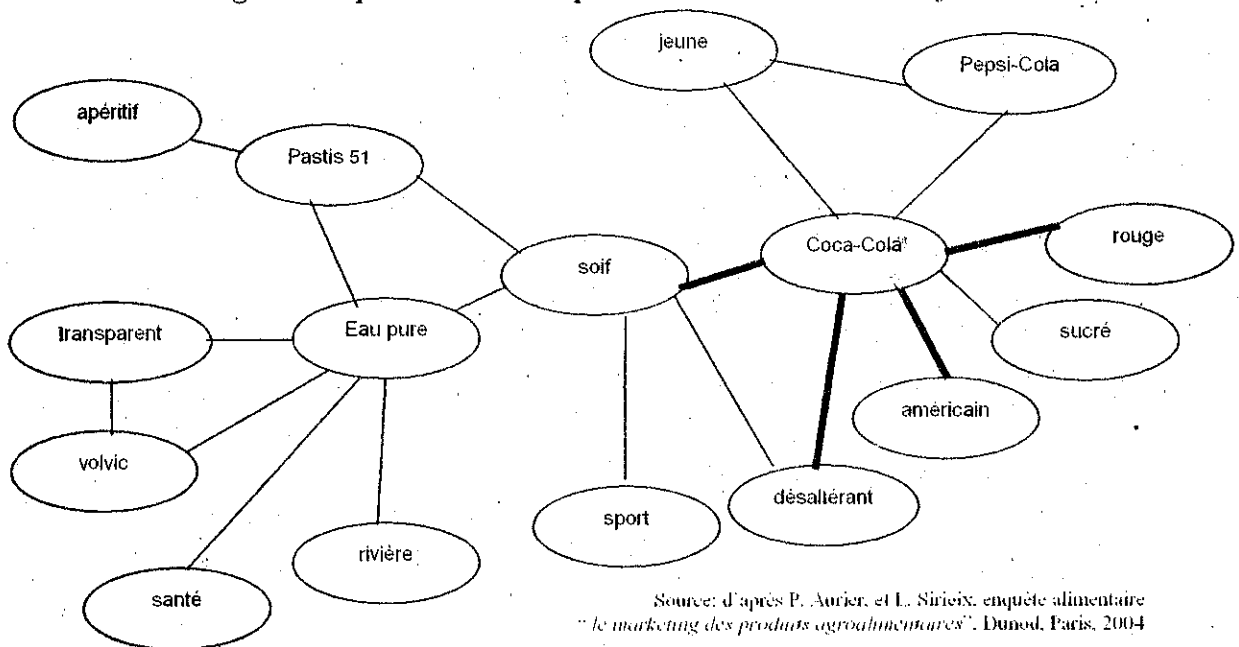 jeune
Pepsi-Cola
apéritif
Pastis 51
rouge
Coca-Cola
soif
sucré
transparent
Eau pure
américain
volvic
désaltérant
sport
rivière
santé
Source: d'après P. Aurier, et L. Sirieix, enquête alimentaire
"le marketing des produits agroalimentaires". Dunod, Paris, 2004